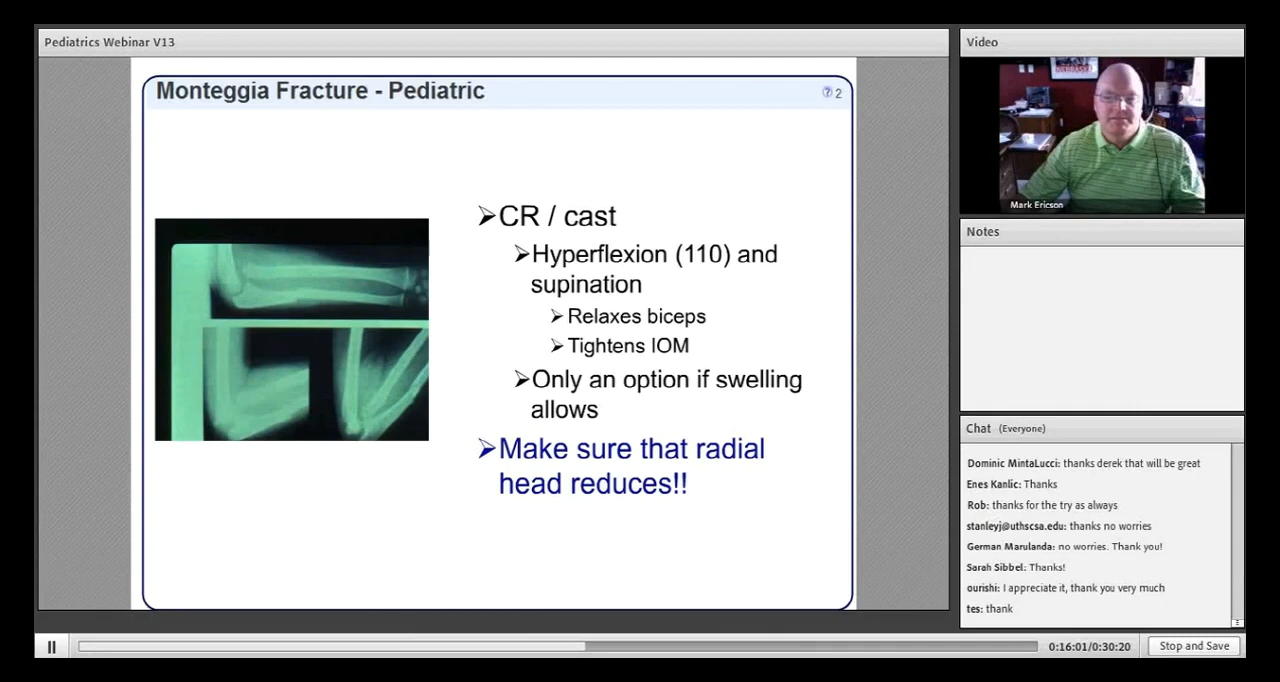 Pediatrics Webinar V13
Monteggia Fracture - Pediatric
? 2
➢CR / cast
➢Hyperflexion (110) and
supination
➢Relaxes biceps
➢Tightens IOM
➢Only an option if swelling
allows
➢Make sure that radial
head reduces!!
Video
Mark Ericson
Notes
Chat (Everyone)
Dominic MintaLucci: thanks derek that will be great
Enes Kanlic: Thanks
Rob: thanks for the try as always
stanleyj@uthscsa.edu: thanks no worries
German Marulanda: no worries. Thank you!
Sarah Sibbel: Thanks!
ourishi: I appreciate it, thank you very much
tes: thank
0:16:01/0:30:20
Stop and Save